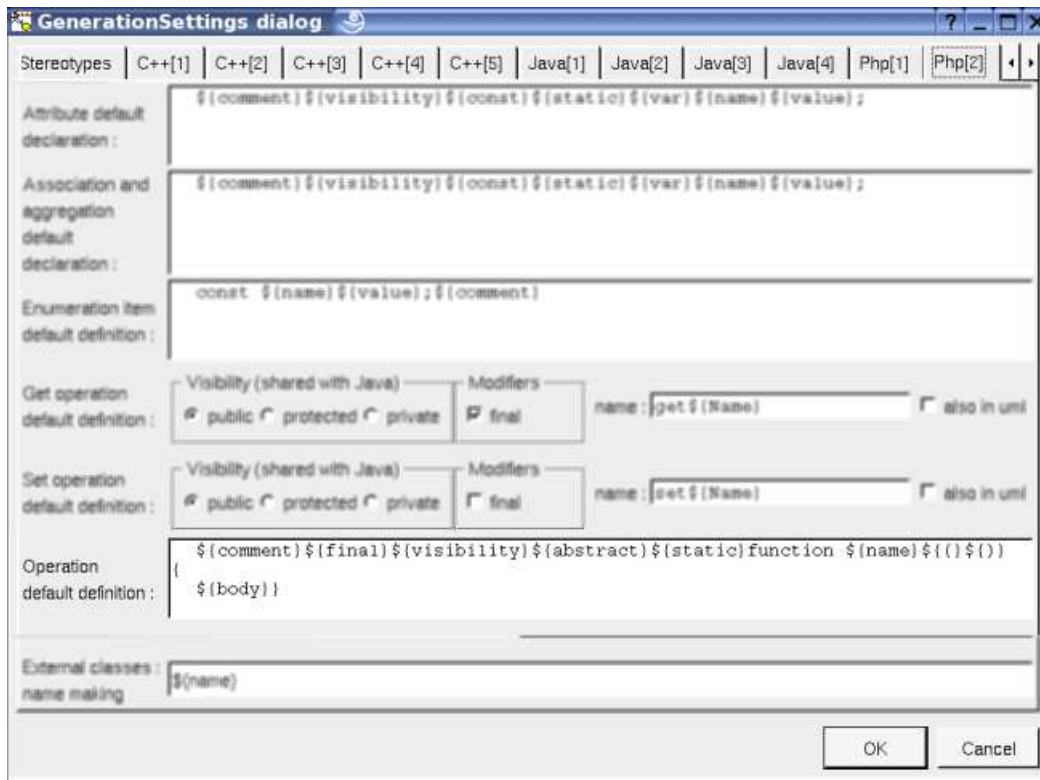 GenerationSettings dialog
Stereotypes C++[1] C++[2] C++[3] C++[4] C++[5] Java[1] Java[2] Java[3] Java[4] Php[1] Php[2]
Attribute default
declaration :
${comment}${visibility}${const}${static}${var}${name}${value};
Association and
aggregation
default
declaration :
${comment}${visibility}${const}${static}${var}${name}${value};
Enumeration item
default definition :
const ${name}${value};${comment}
Get operation
default definition :
Visibility (shared with Java) Modifiers
public protected private final name : get${Name} also in uml
Set operation
default definition :
Visibility (shared with Java) Modifiers
public protected private final name : set${Name} also in uml
Operation
default definition :
${comment}${final}${visibility}${abstract}${static}function ${name}${(}${)}
{
${body}}
External classes :
name making
${name}
OK Cancel